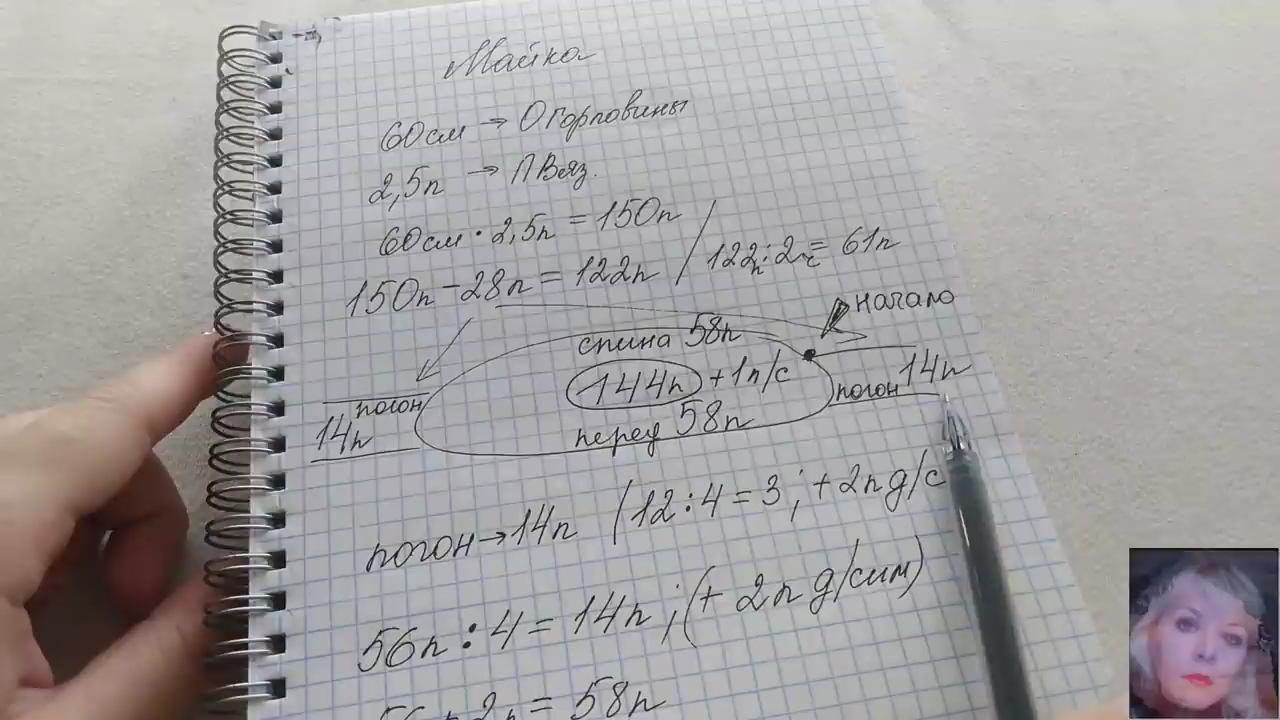 Майка
60см → О горловины
2,5п → П Вяз.
60см · 2,5п = 150п
150п - 28п = 122п / 122п : 2ч = 61п
начало
спина 58п
144п + 1п/с
погон 14п
погон 14п
перед 58п
погон → 14п (12 : 4 = 3 ; + 2п д/с
56п : 4 = 14п ; (+ 2п д/сим)
56 + 2п = 58п